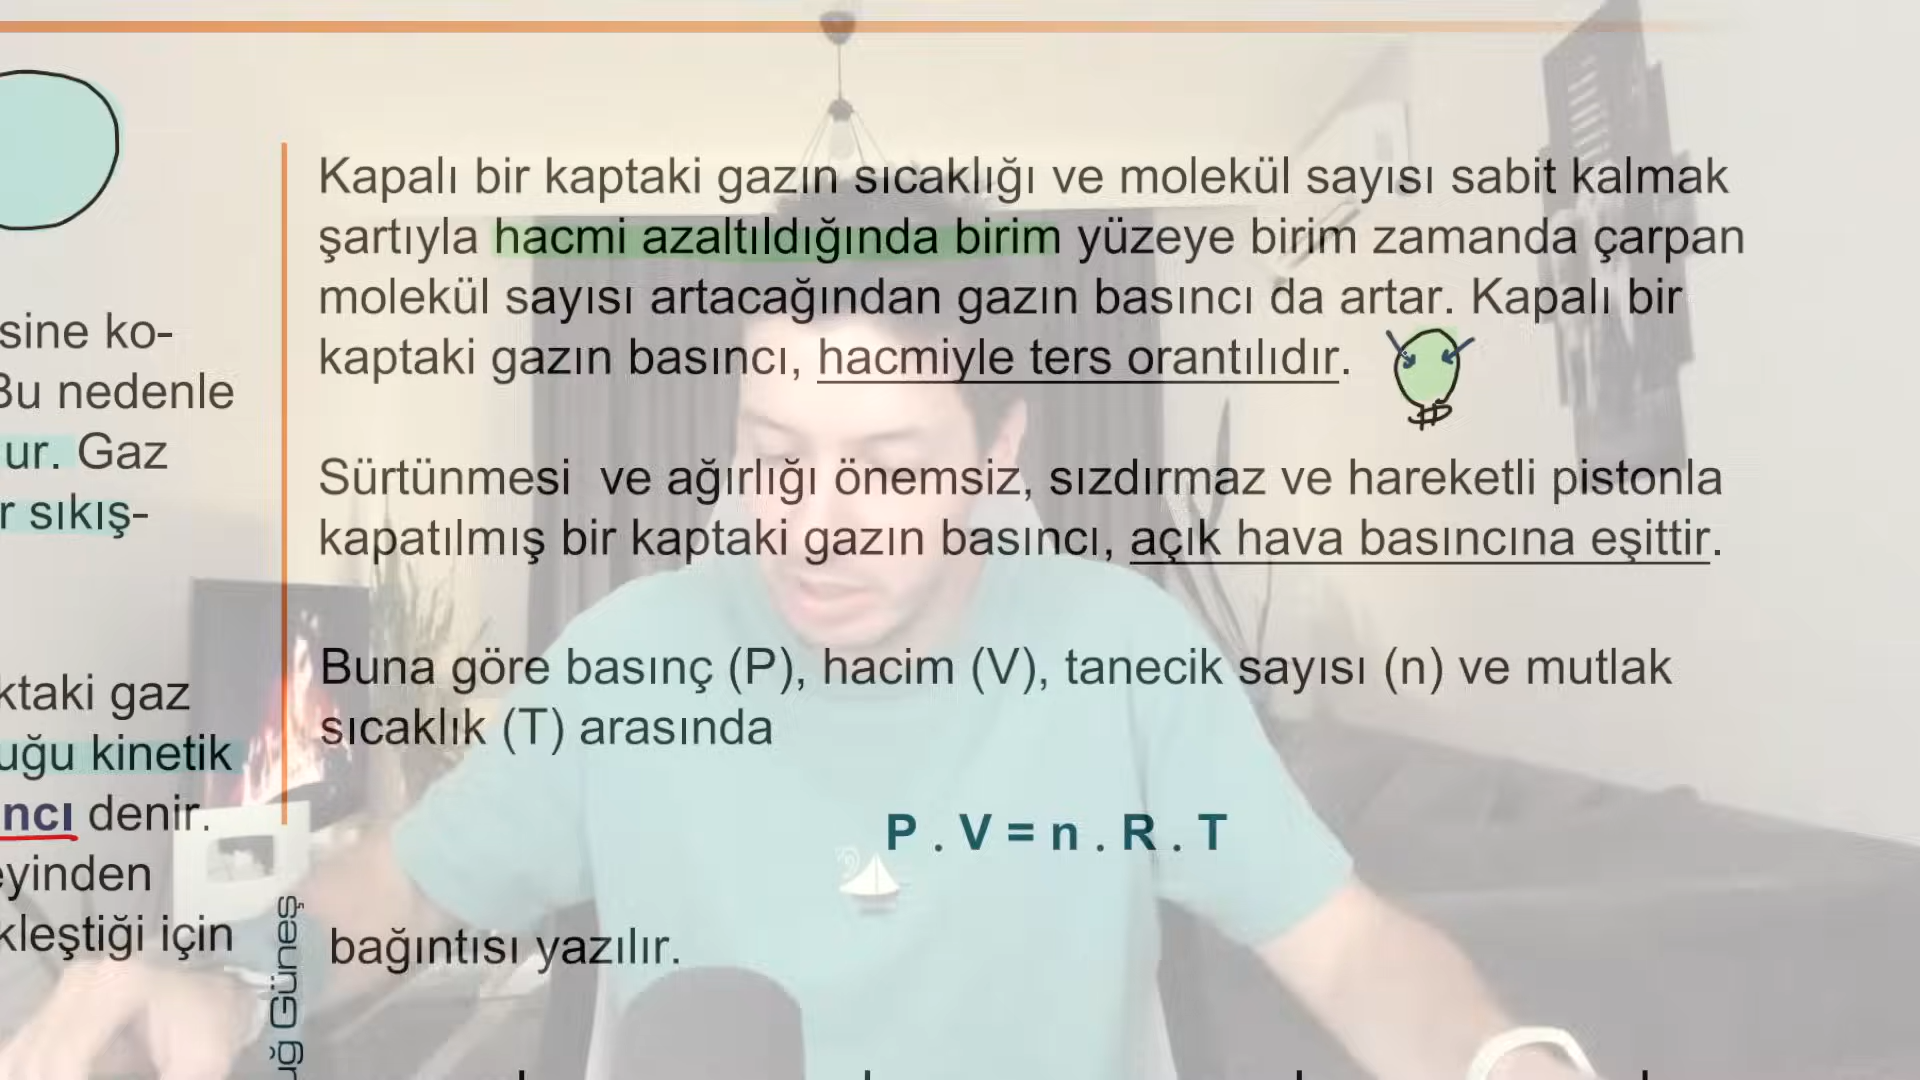 sine ko-
Bu nedenle
ur. Gaz
r sıkış-
ktaki gaz
uğu kinetik
ncı denir.
eyinden
kleştiği için
uğ Güneş
Kapalı bir kaptaki gazın sıcaklığı ve molekül sayısı sabit kalmak
şartıyla hacmi azaltıldığında birim yüzeye birim zamanda çarpan
molekül sayısı artacağından gazın basıncı da artar. Kapalı bir
kaptaki gazın basıncı, hacmiyle ters orantılıdır.
Sürtünmesi ve ağırlığı önemsiz, sızdırmaz ve hareketli pistonla
kapatılmış bir kaptaki gazın basıncı, açık hava basıncına eşittir.
Buna göre basınç (P), hacim (V), tanecik sayısı (n) ve mutlak
sıcaklık (T) arasında
P . V = n . R . T
bağıntısı yazılır.